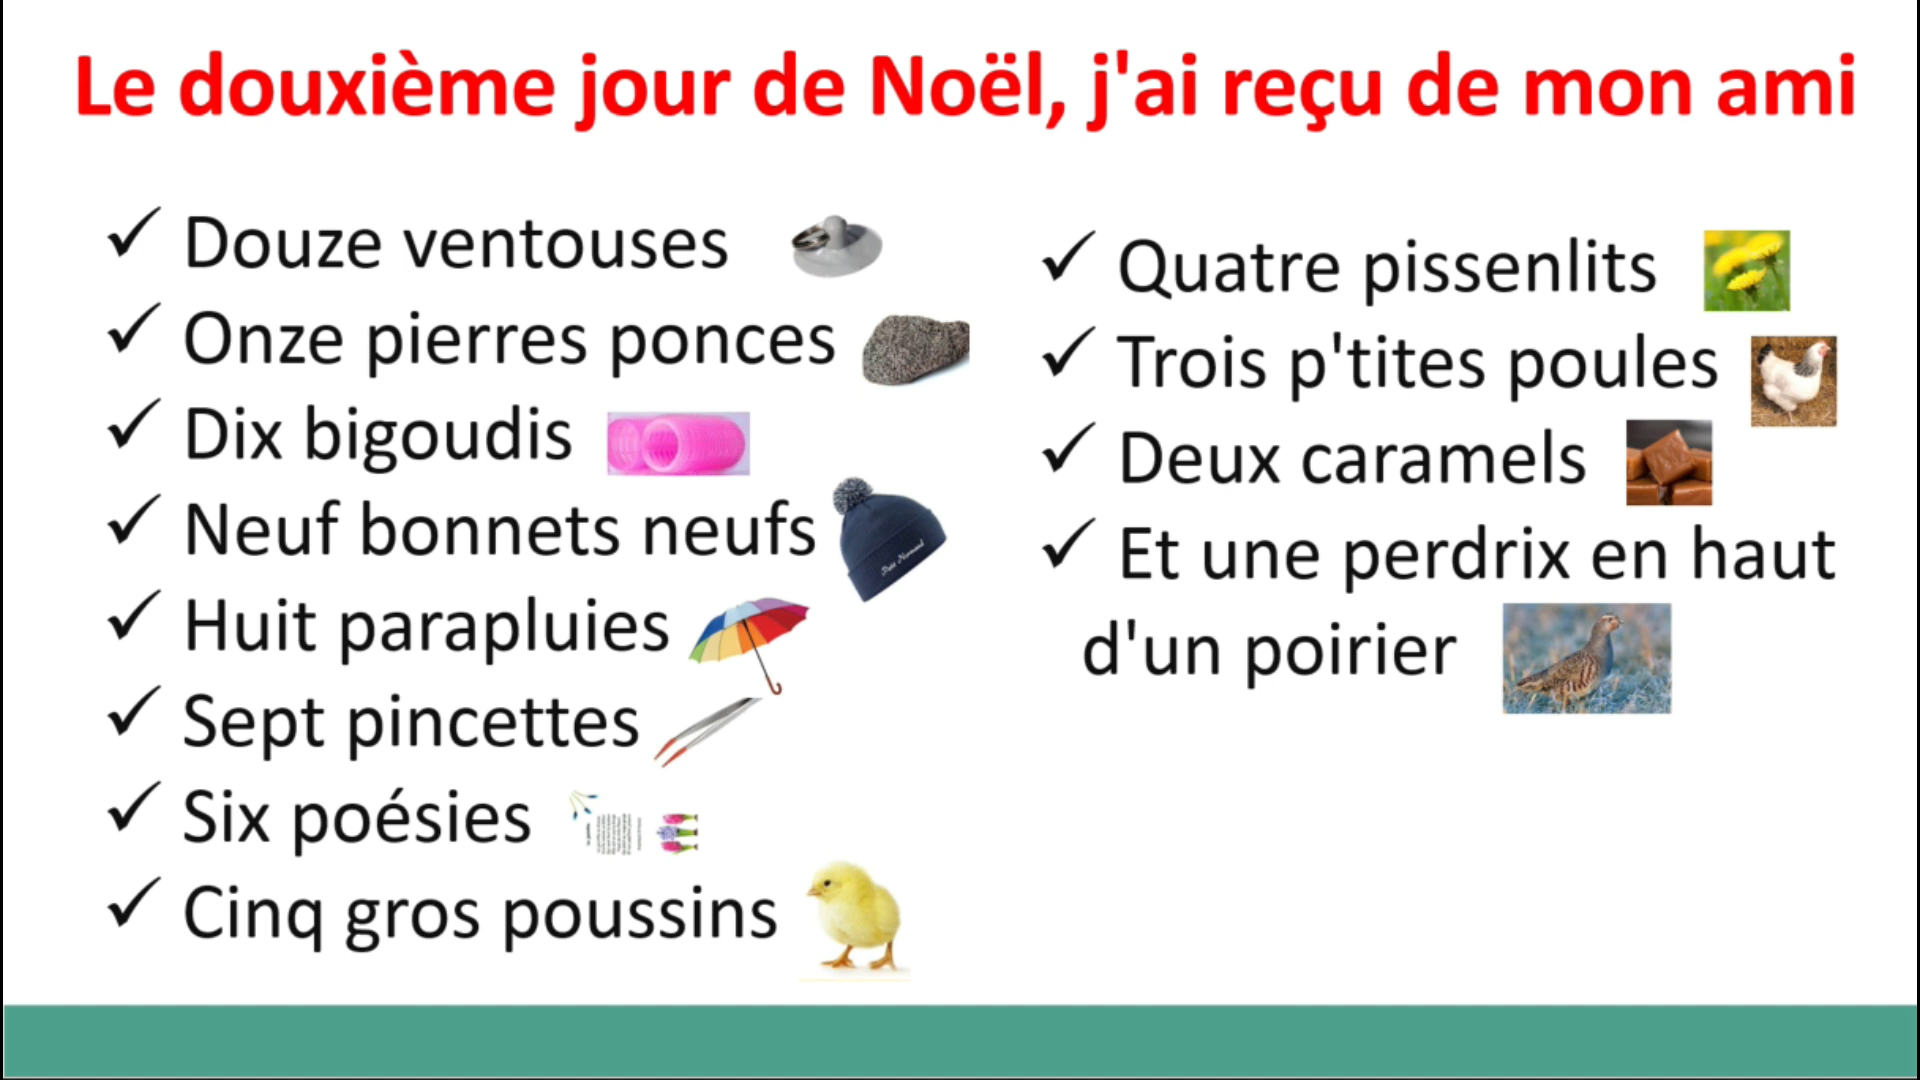 Le douxième jour de Noël, j'ai reçu de mon ami
✓ Douze ventouses
✓ Onze pierres ponces
✓ Dix bigoudis
✓ Neuf bonnets neufs
✓ Huit parapluies
✓ Sept pincettes
✓ Six poésies
✓ Cinq gros poussins
✓ Quatre pissenlits
✓ Trois p'tites poules
✓ Deux caramels
✓ Et une perdrix en haut
d'un poirier